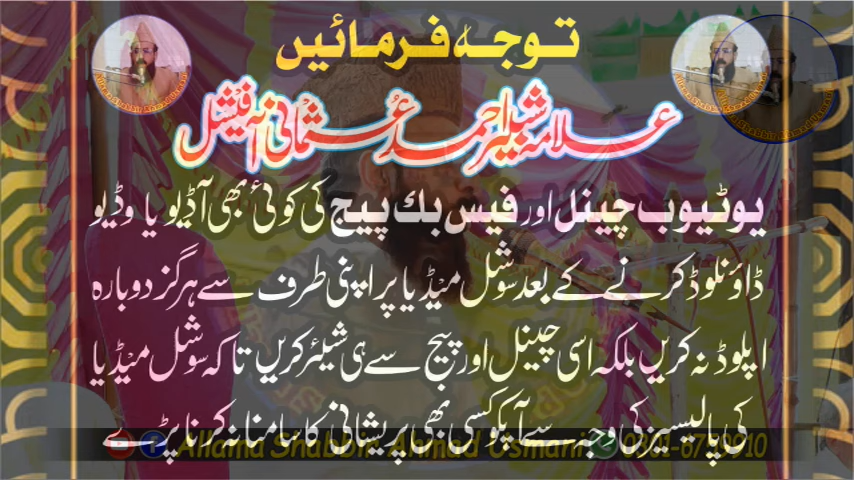 توجہ فرمائیں
علامہ شبیر احمد عثمانی آفیشل
یوٹیوب چینل اور فیس بک پیج کی کوئی بھی آڈیو یا وڈیو
ڈاؤنلوڈ کرنے کے بعد سوشل میڈیا پر اپنی طرف سے ہرگز دوبارہ
اپلوڈ نہ کریں بلکہ اسی چینل اور پیج سے ہی شیئر کریں تاکہ سوشل میڈیا
کی پالیسیز کی وجہ سے آپکو کسی بھی پریشانی کا سامنا نہ کرنا پڑے
Allama Shabbir Ahmad Usmani